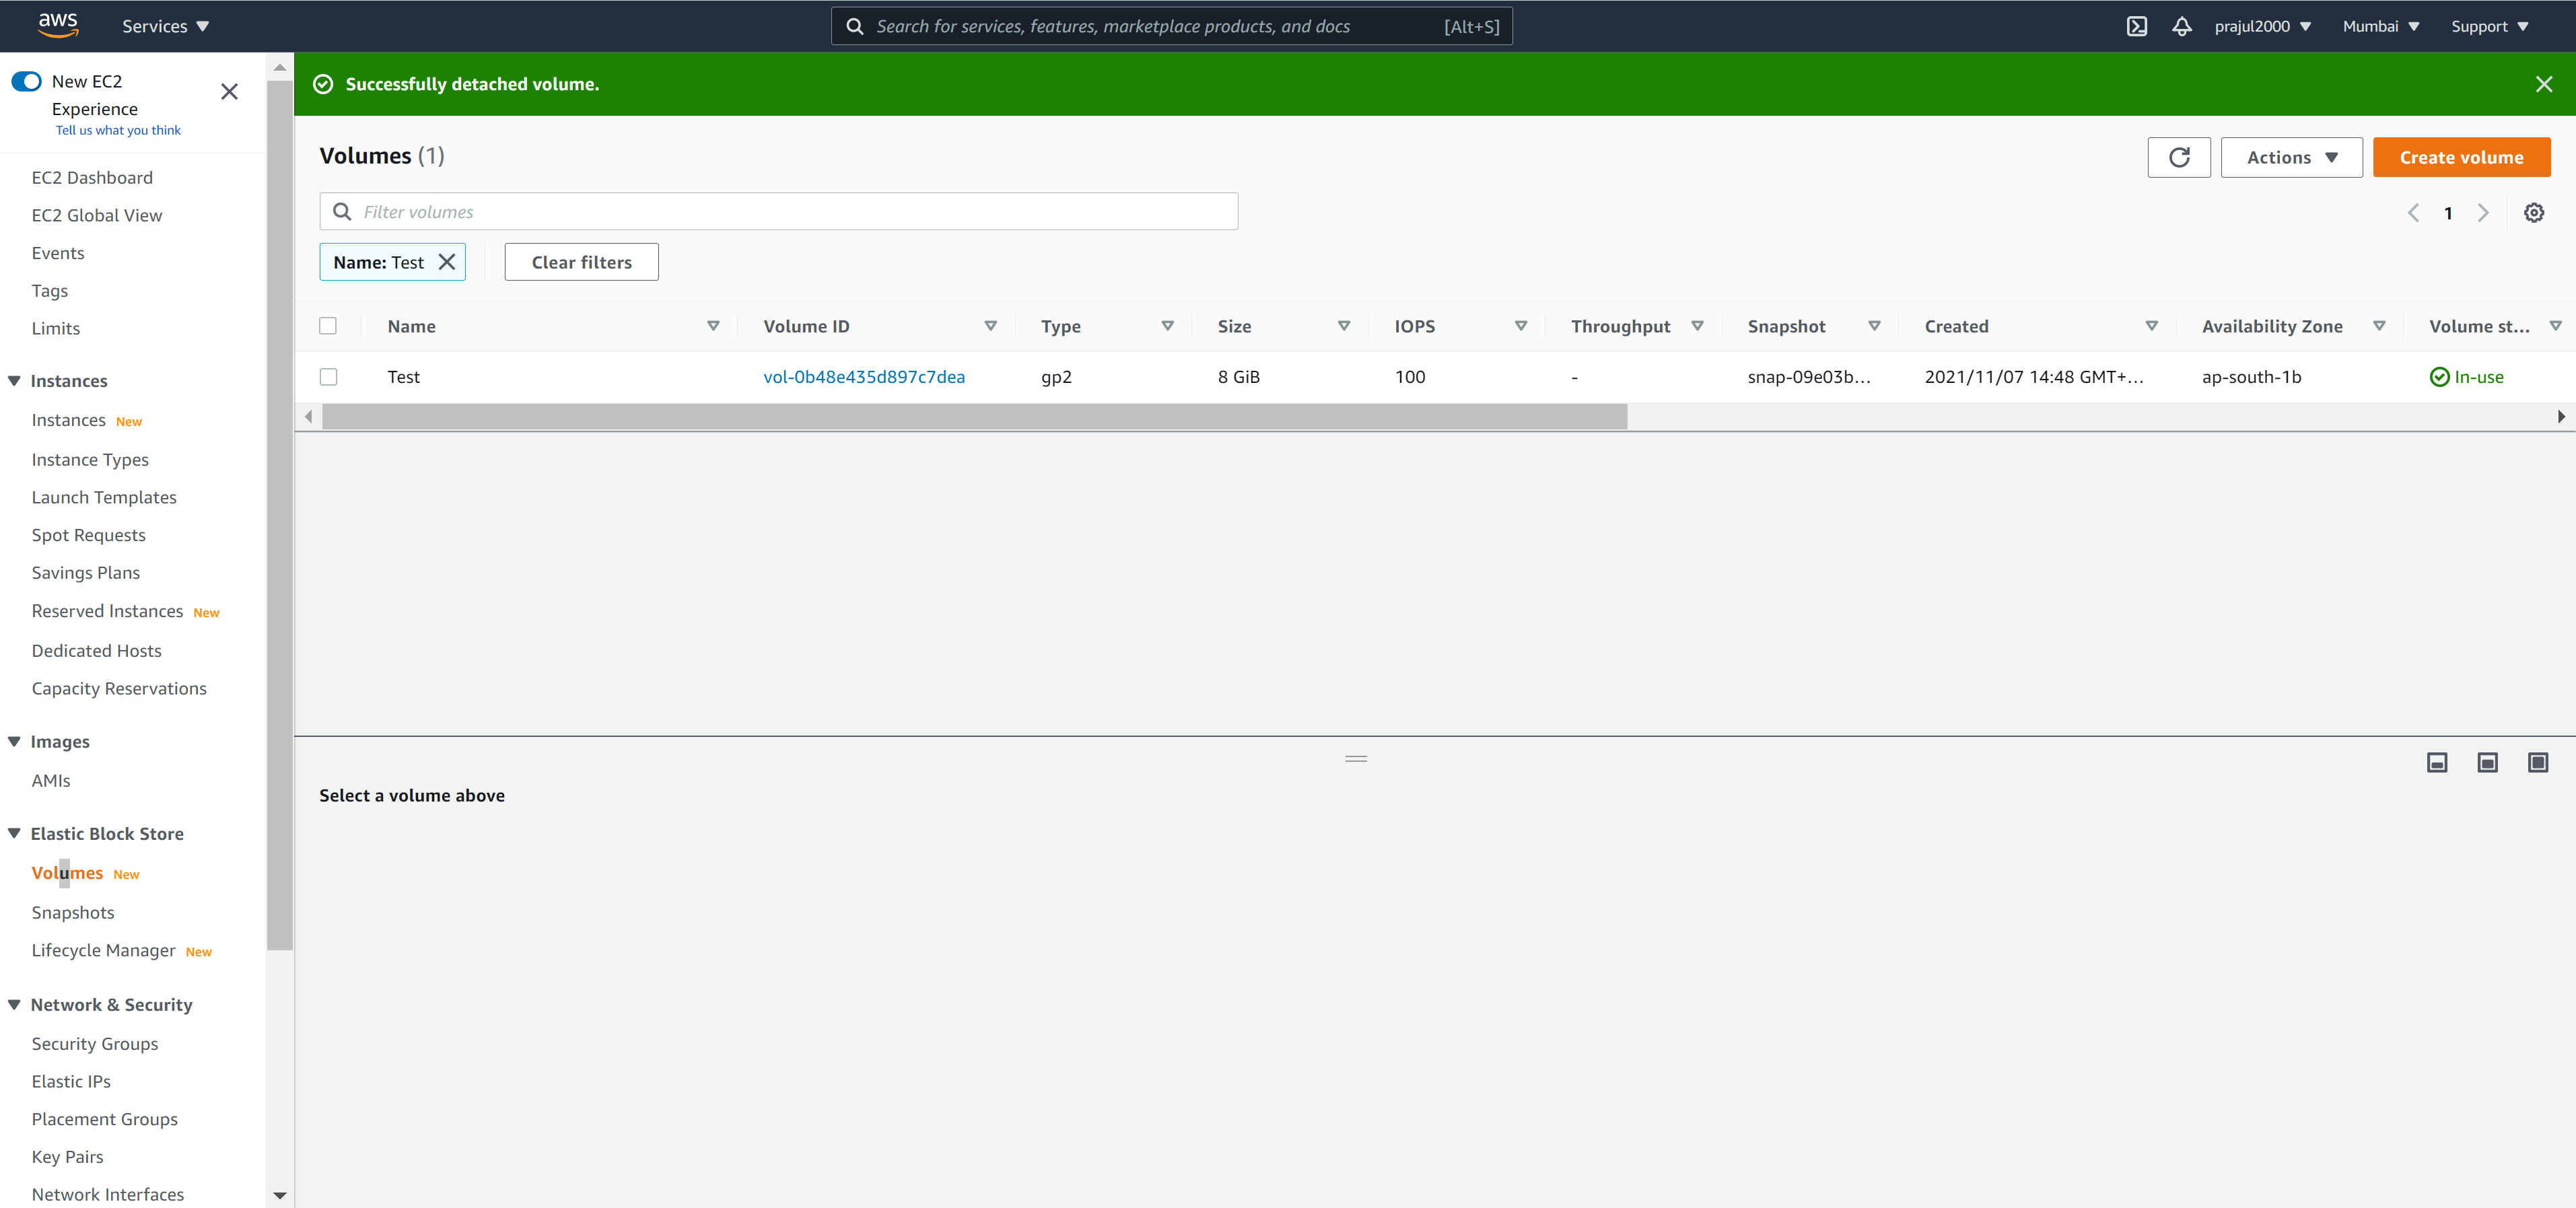 aws
Services
Search for services, features, marketplace products, and docs
[Alt+S]
prajul2000
Mumbai
Support
New EC2
Experience
Tell us what you think
EC2 Dashboard
EC2 Global View
Events
Tags
Limits
Instances
Instances New
Instance Types
Launch Templates
Spot Requests
Savings Plans
Reserved Instances New
Dedicated Hosts
Capacity Reservations
Images
AMIs
Elastic Block Store
Volumes New
Snapshots
Lifecycle Manager New
Network & Security
Security Groups
Elastic IPs
Placement Groups
Key Pairs
Network Interfaces
Successfully detached volume.
Volumes (1)
Actions
Create volume
Filter volumes
1
Name: Test
Clear filters
Name Volume ID Type Size IOPS Throughput Snapshot Created Availability Zone Volume st...
Test vol-0b48e435d897c7dea gp2 8 GiB 100 - snap-09e03b... 2021/11/07 14:48 GMT+... ap-south-1b In-use
Select a volume above